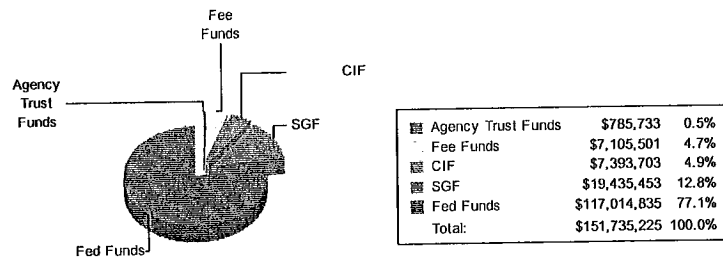 Fee
Funds
CIF
Agency
Trust
Funds
SGF
Fed Funds
Agency Trust Funds $785,733 0.5%
Fee Funds $7,105,501 4.7%
CIF $7,393,703 4.9%
SGF $19,435,453 12.8%
Fed Funds $117,014,835 77.1%
Total: $151,735,225 100.0%